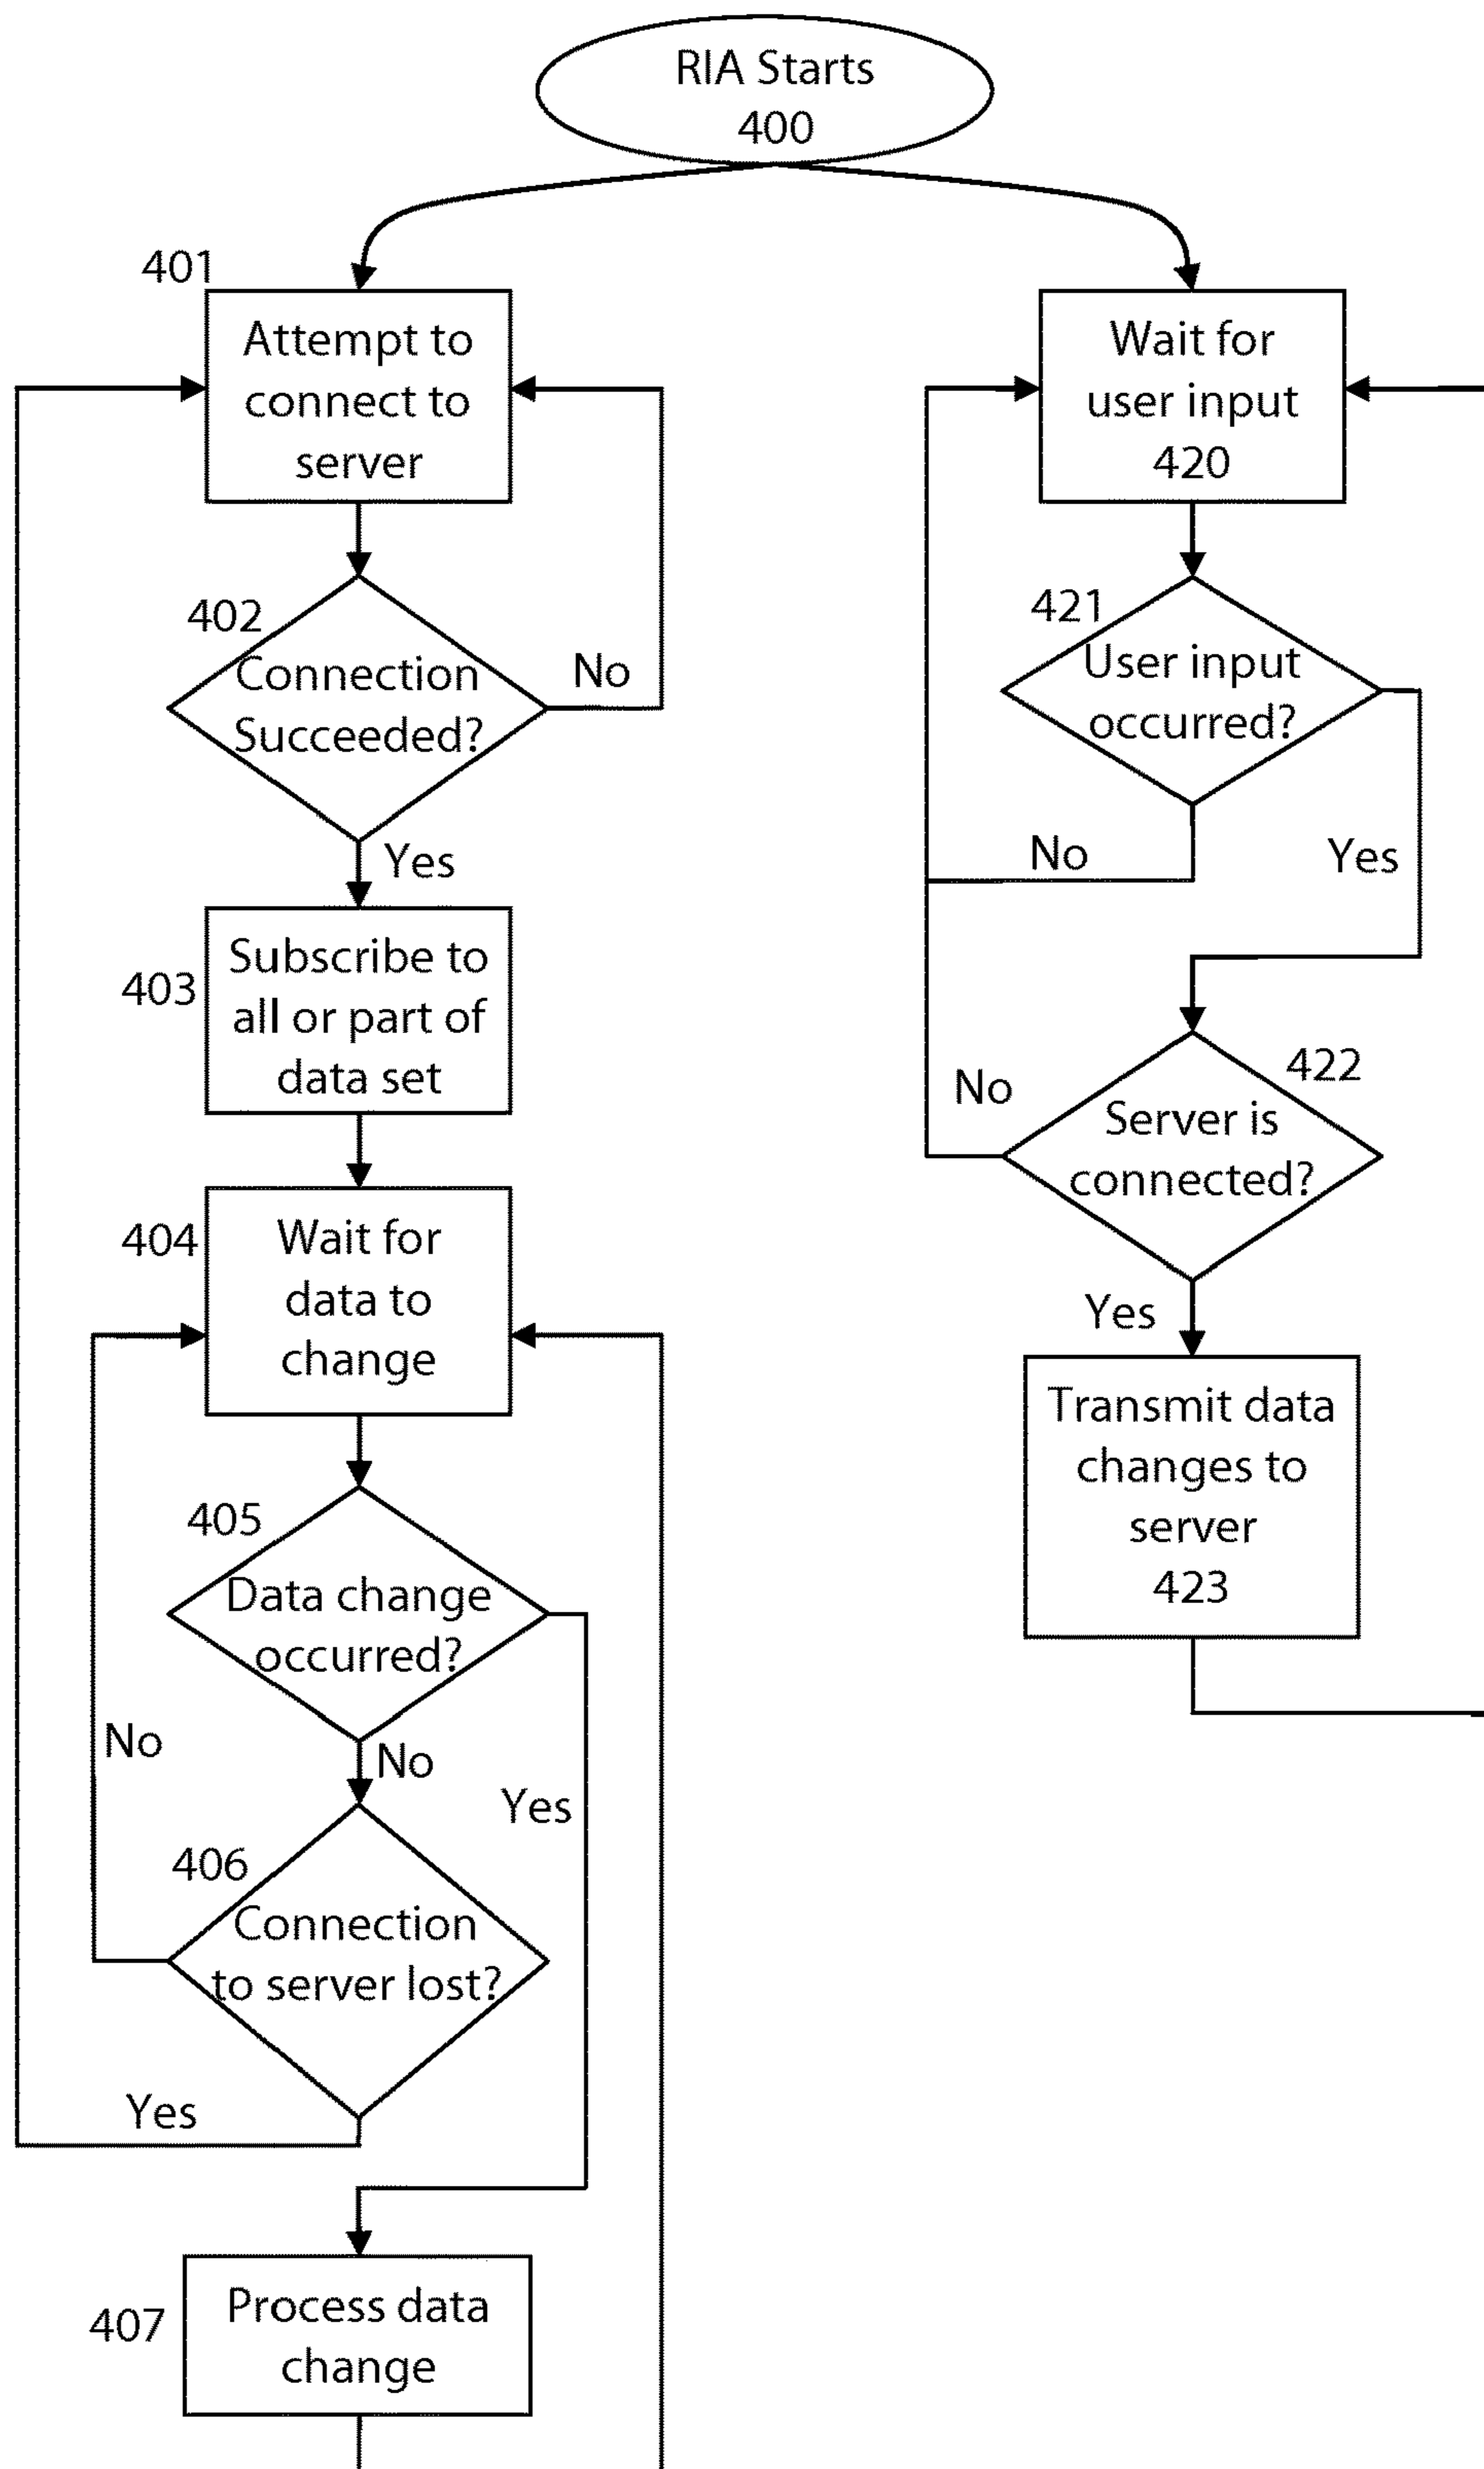 RIA Starts
400
401
Attempt to
connect to
server
402
Connection
Succeeded?
No
Yes
403
Subscribe to
all or part of
data set
404
Wait for
data to
change
405
Data change
occurred?
No
No
Yes
406
Connection
to server lost?
Yes
407
Process data
change
Wait for
user input
420
421
User input
occurred?
No
Yes
422
Server is
connected?
No
Yes
Transmit data
changes to
server
423